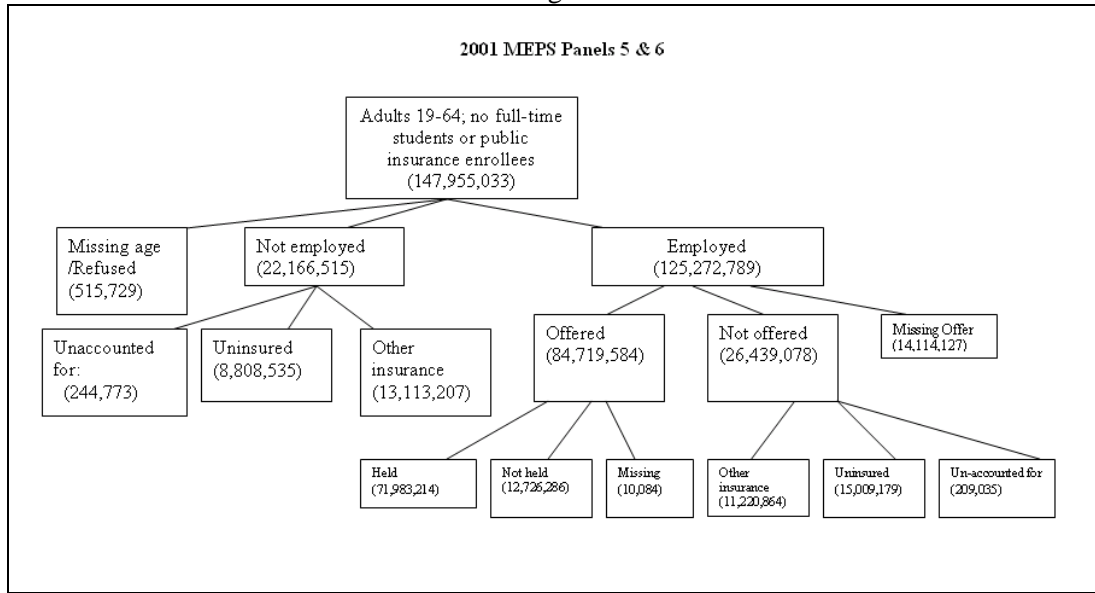 2001 MEPS Panels 5 & 6
Adults 19-64; no full-time
students or public
insurance enrollees
(147,955,033)
Missing age
/Refused
(515,729)
Not employed
(22,166,515)
Employed
(125,272,789)
Unaccounted
for:
(244,773)
Uninsured
(8,808,535)
Other
insurance
(13,113,207)
Offered
(84,719,584)
Not offered
(26,439,078)
Missing Offer
(14,114,127)
Held
(71,983,214)
Not held
(12,726,286)
Missing
(10,084)
Other
insurance
(11,220,864)
Uninsured
(15,009,179)
Un-accounted for
(209,035)